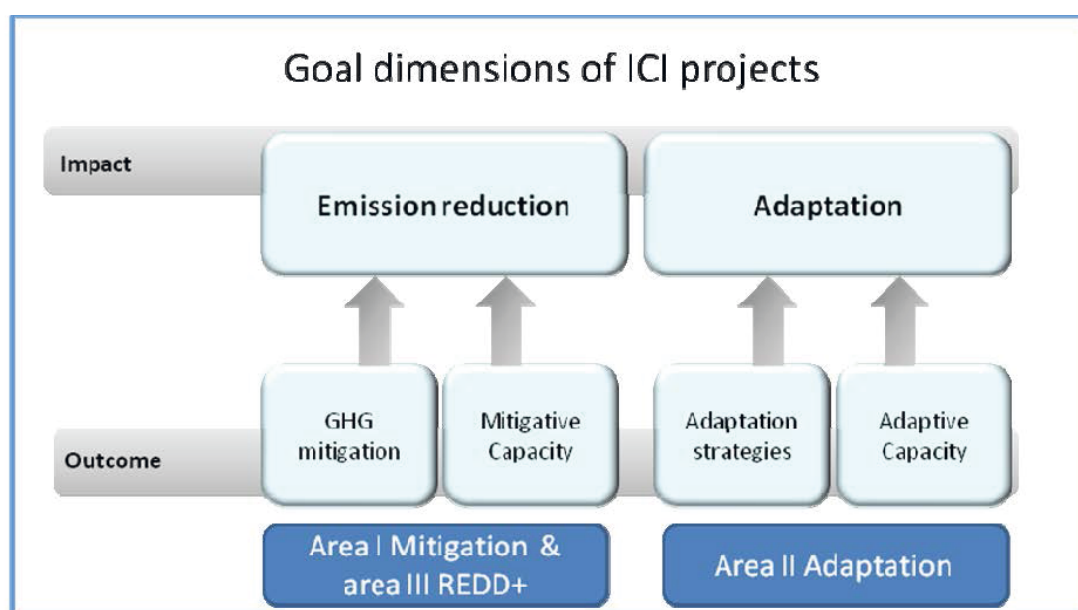 Goal dimensions of ICI projects
Impact
Emission reduction
Adaptation
Outcome
GHG
mitigation
Mitigative
Capacity
Adaptation
strategies
Adaptive
Capacity
Area I Mitigation &
area III REDD+
Area II Adaptation